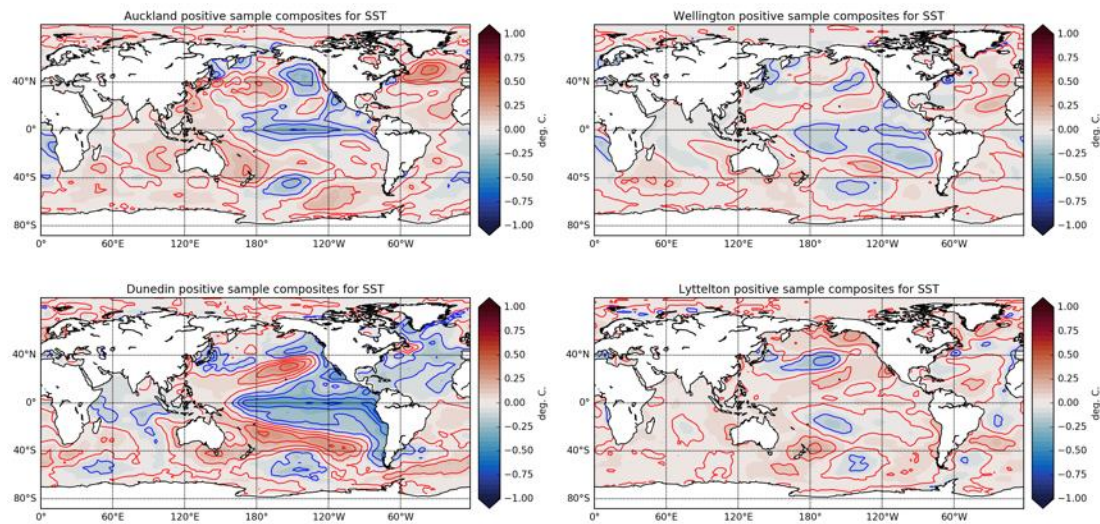 Auckland positive sample composites for SST
40°N
0°
40°S
80°S
0°
60°E
120°E
180°
120°W
60°W
1.00
0.75
0.50
0.25
0.00
−0.25
−0.50
−0.75
−1.00
deg. C.
Wellington positive sample composites for SST
40°N
0°
40°S
80°S
0°
60°E
120°E
180°
120°W
60°W
1.00
0.75
0.50
0.25
0.00
−0.25
−0.50
−0.75
−1.00
deg. C.
Dunedin positive sample composites for SST
40°N
0°
40°S
80°S
0°
60°E
120°E
180°
120°W
60°W
1.00
0.75
0.50
0.25
0.00
−0.25
−0.50
−0.75
−1.00
deg. C.
Lyttelton positive sample composites for SST
40°N
0°
40°S
80°S
0°
60°E
120°E
180°
120°W
60°W
1.00
0.75
0.50
0.25
0.00
−0.25
−0.50
−0.75
−1.00
deg. C.